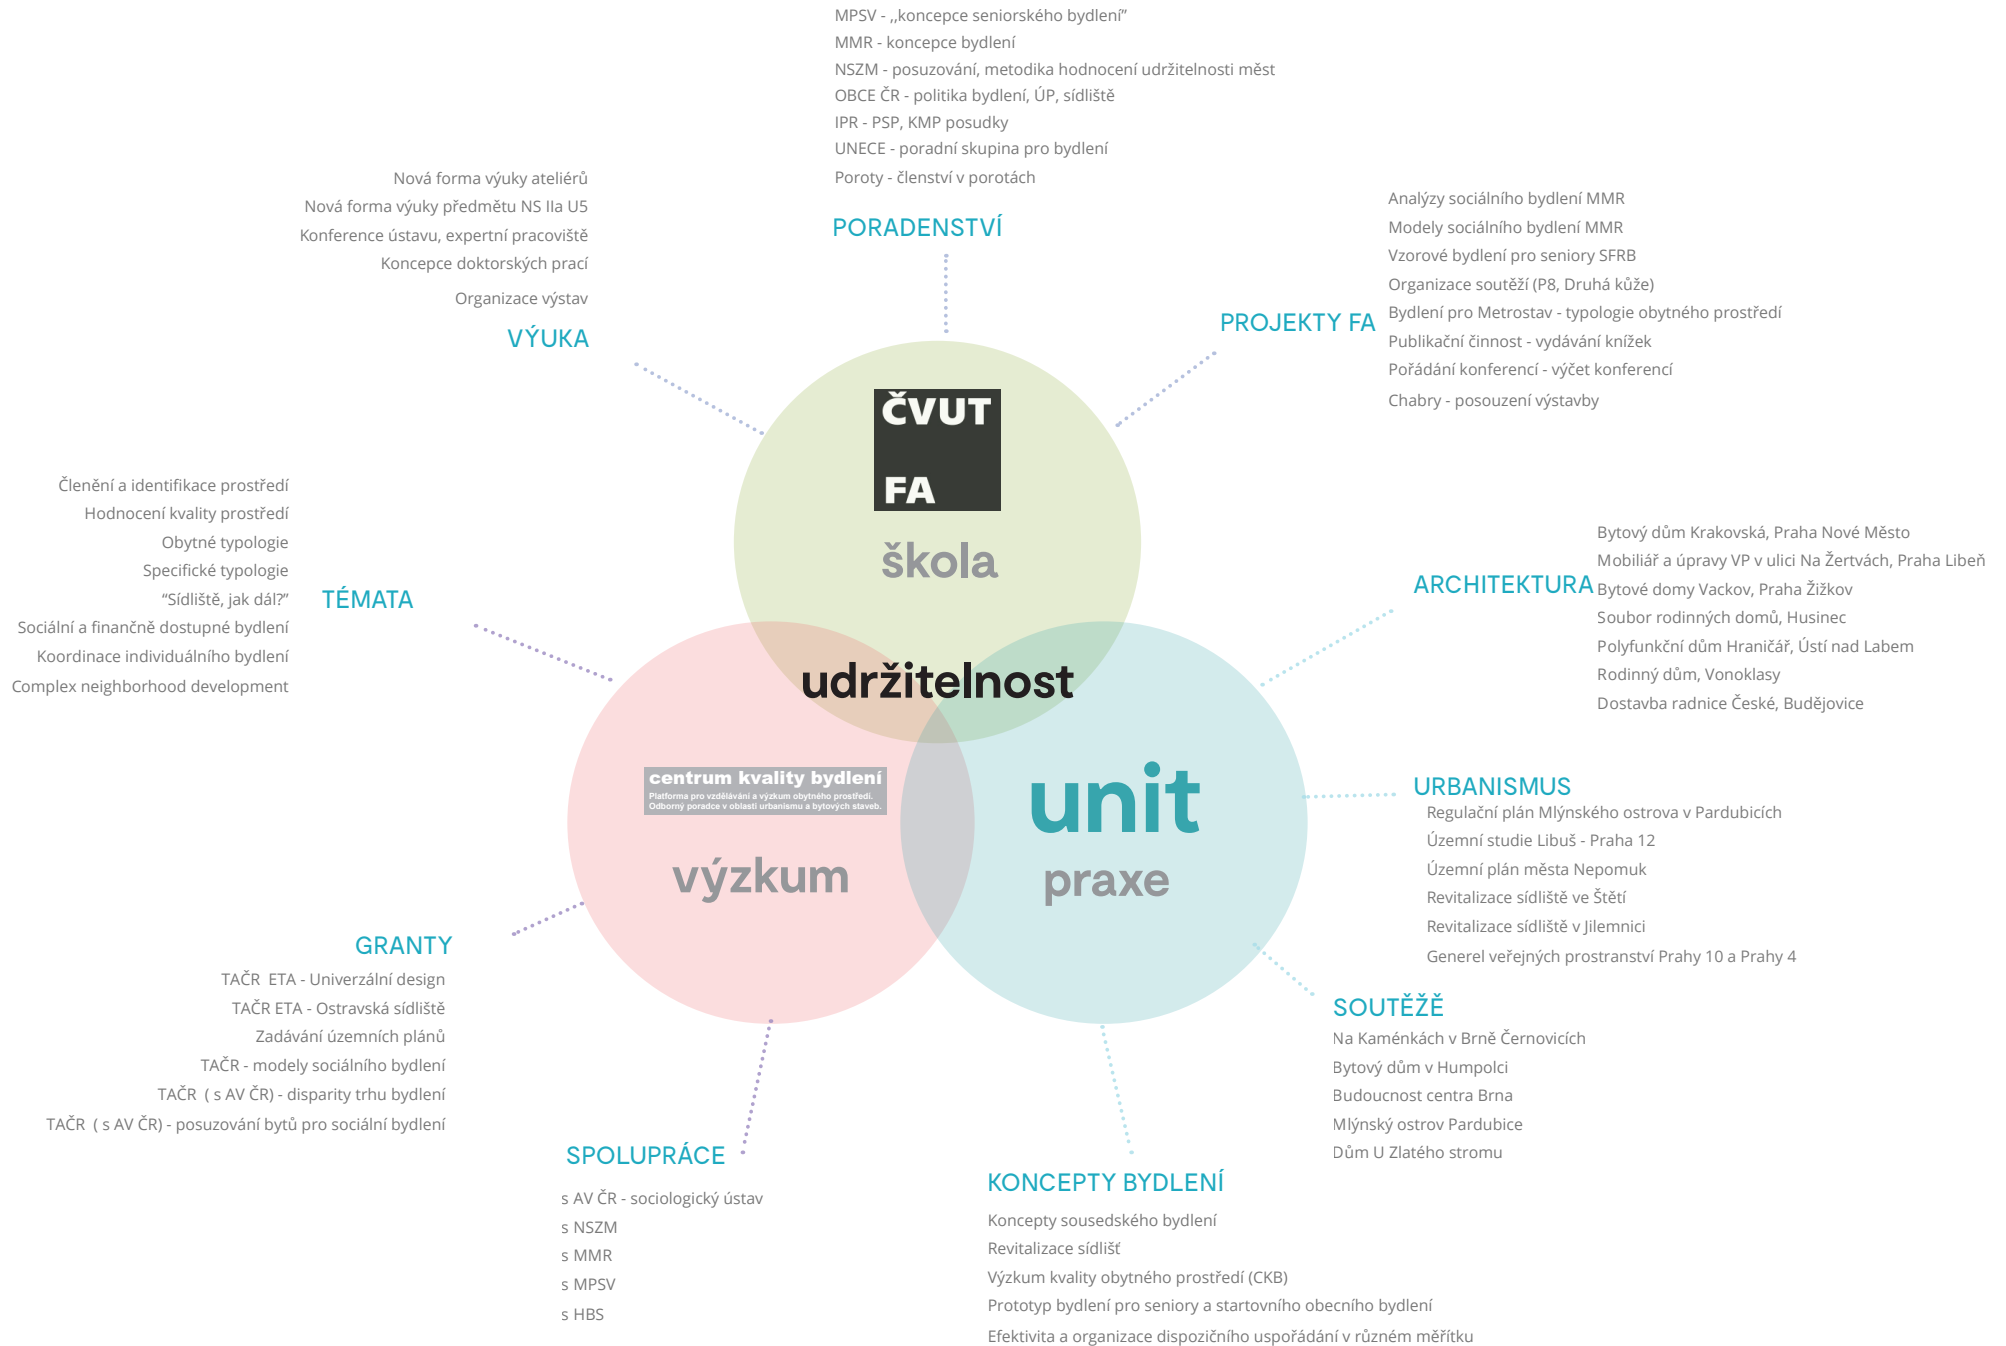 MPSV - ,,koncepce seniorského bydlení”
MMR - koncepce bydlení
NSZM - posuzování, metodika hodnocení udržitelnosti měst
OBCE ČR - politika bydlení, ÚP, sídliště
IPR - PSP, KMP posudky
UNECE - poradní skupina pro bydlení
Poroty - členství v porotách
PORADENSTVÍ
Nová forma výuky ateliérů
Nová forma výuky předmětu NS IIa U5
Konference ústavu, expertní pracoviště
Koncepce doktorských prací
Organizace výstav
VÝUKA
PROJEKTY FA
Analýzy sociálního bydlení MMR
Modely sociálního bydlení MMR
Vzorové bydlení pro seniory SFRB
Organizace soutěží (P8, Druhá kůže)
Bydlení pro Metrostav - typologie obytného prostředí
Publikační činnost - vydávání knížek
Pořádání konferencí - výčet konferencí
Chabry - posouzení výstavby
ČVUT
FA
škola
Členění a identifikace prostředí
Hodnocení kvality prostředí
Obytné typologie
Specifické typologie
“Sídliště, jak dál?”
Sociální a finančně dostupné bydlení
Koordinace individuálního bydlení
Complex neighborhood development
TÉMATA
ARCHITEKTURA
Bytový dům Krakovská, Praha Nové Město
Mobiliář a úpravy VP v ulici Na Žertvách, Praha Libeň
Bytové domy Vackov, Praha Žižkov
Soubor rodinných domů, Husinec
Polyfunkční dům Hraničář, Ústí nad Labem
Rodinný dům, Vonoklasy
Dostavba radnice České, Budějovice
udržitelnost
centrum kvality bydlení
Platforma pro vzdělávání a výzkum obytného prostředí.
Odborný poradce v oblasti urbanismu a bytových staveb.
výzkum
unit
praxe
URBANISMUS
Regulační plán Mlýnského ostrova v Pardubicích
Územní studie Libuš - Praha 12
Územní plán města Nepomuk
Revitalizace sídliště ve Štětí
Revitalizace sídliště v Jilemnici
Generel veřejných prostranství Prahy 10 a Prahy 4
GRANTY
TAČR  ETA - Univerzální design
TAČR ETA - Ostravská sídliště
Zadávání územních plánů
TAČR - modely sociálního bydlení
TAČR  ( s AV ČR) - disparity trhu bydlení
TAČR  ( s AV ČR) - posuzování bytů pro sociální bydlení
SOUTĚŽĚ
Na Kaménkách v Brně Černovicích
Bytový dům v Humpolci
Budoucnost centra Brna
Mlýnský ostrov Pardubice
Dům U Zlatého stromu
SPOLUPRÁCE
s AV ČR - sociologický ústav
s NSZM
s MMR
s MPSV
s HBS
KONCEPTY BYDLENÍ
Koncepty sousedského bydlení
Revitalizace sídlišť
Výzkum kvality obytného prostředí (CKB)
Prototyp bydlení pro seniory a startovního obecního bydlení
Efektivita a organizace dispozičního uspořádání v různém měřítku